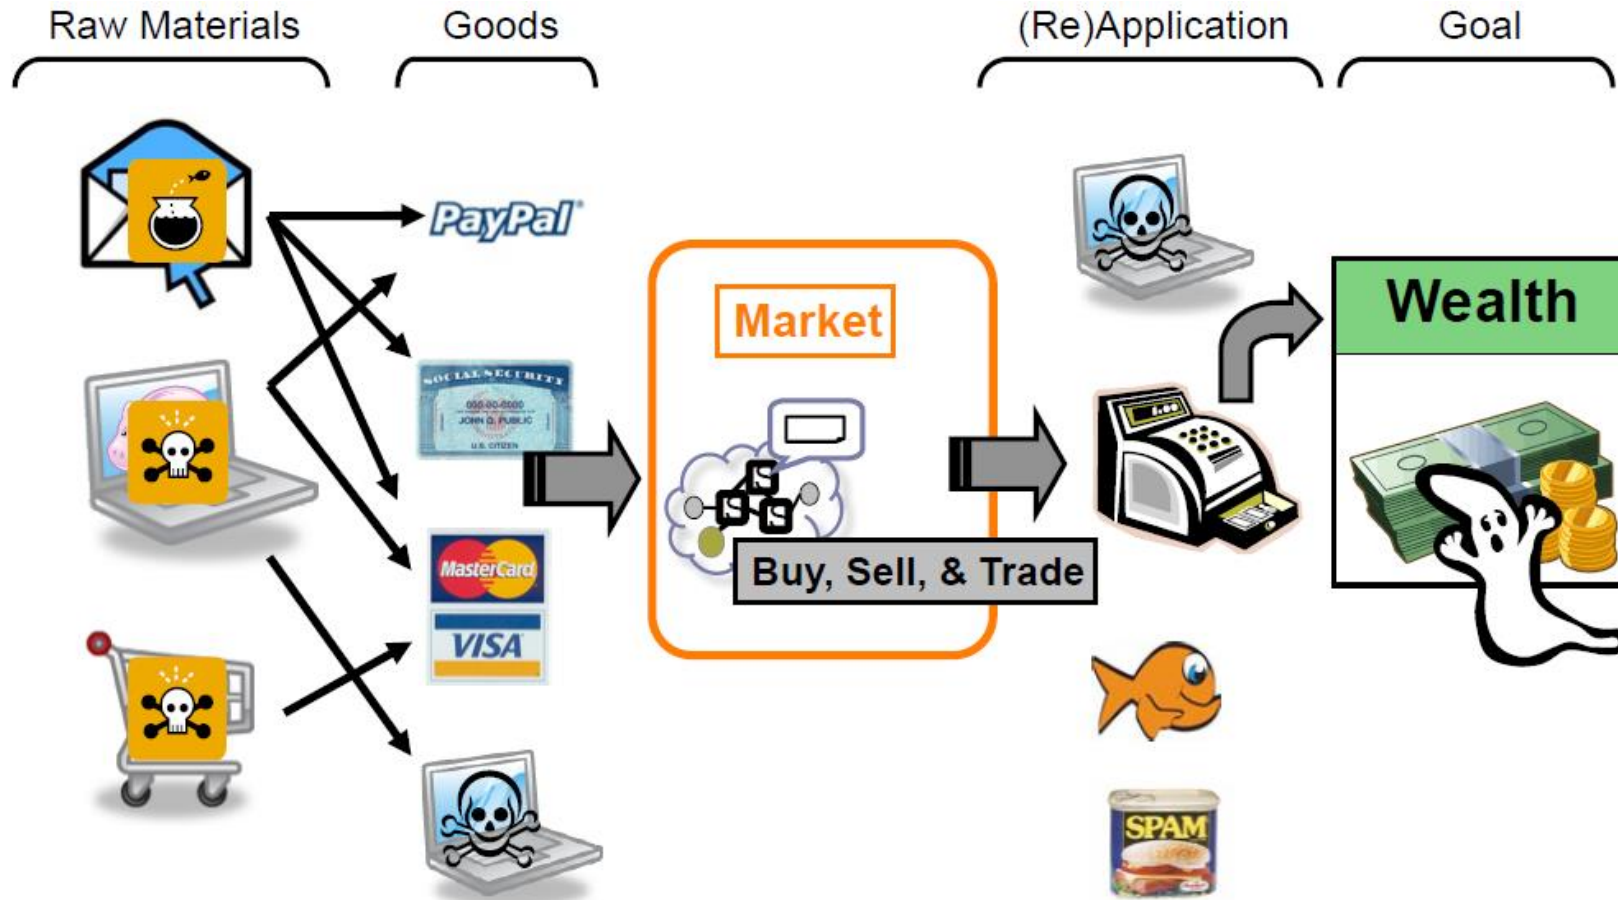 Raw Materials
Goods
(Re)Application
Goal
PayPal®
SOCIAL SECURITY
000-00-0000
JOHN Q. PUBLIC
U.S. CITIZEN
MasterCard
VISA
Market
S
S
S
Buy, Sell, & Trade
Wealth
SPAM